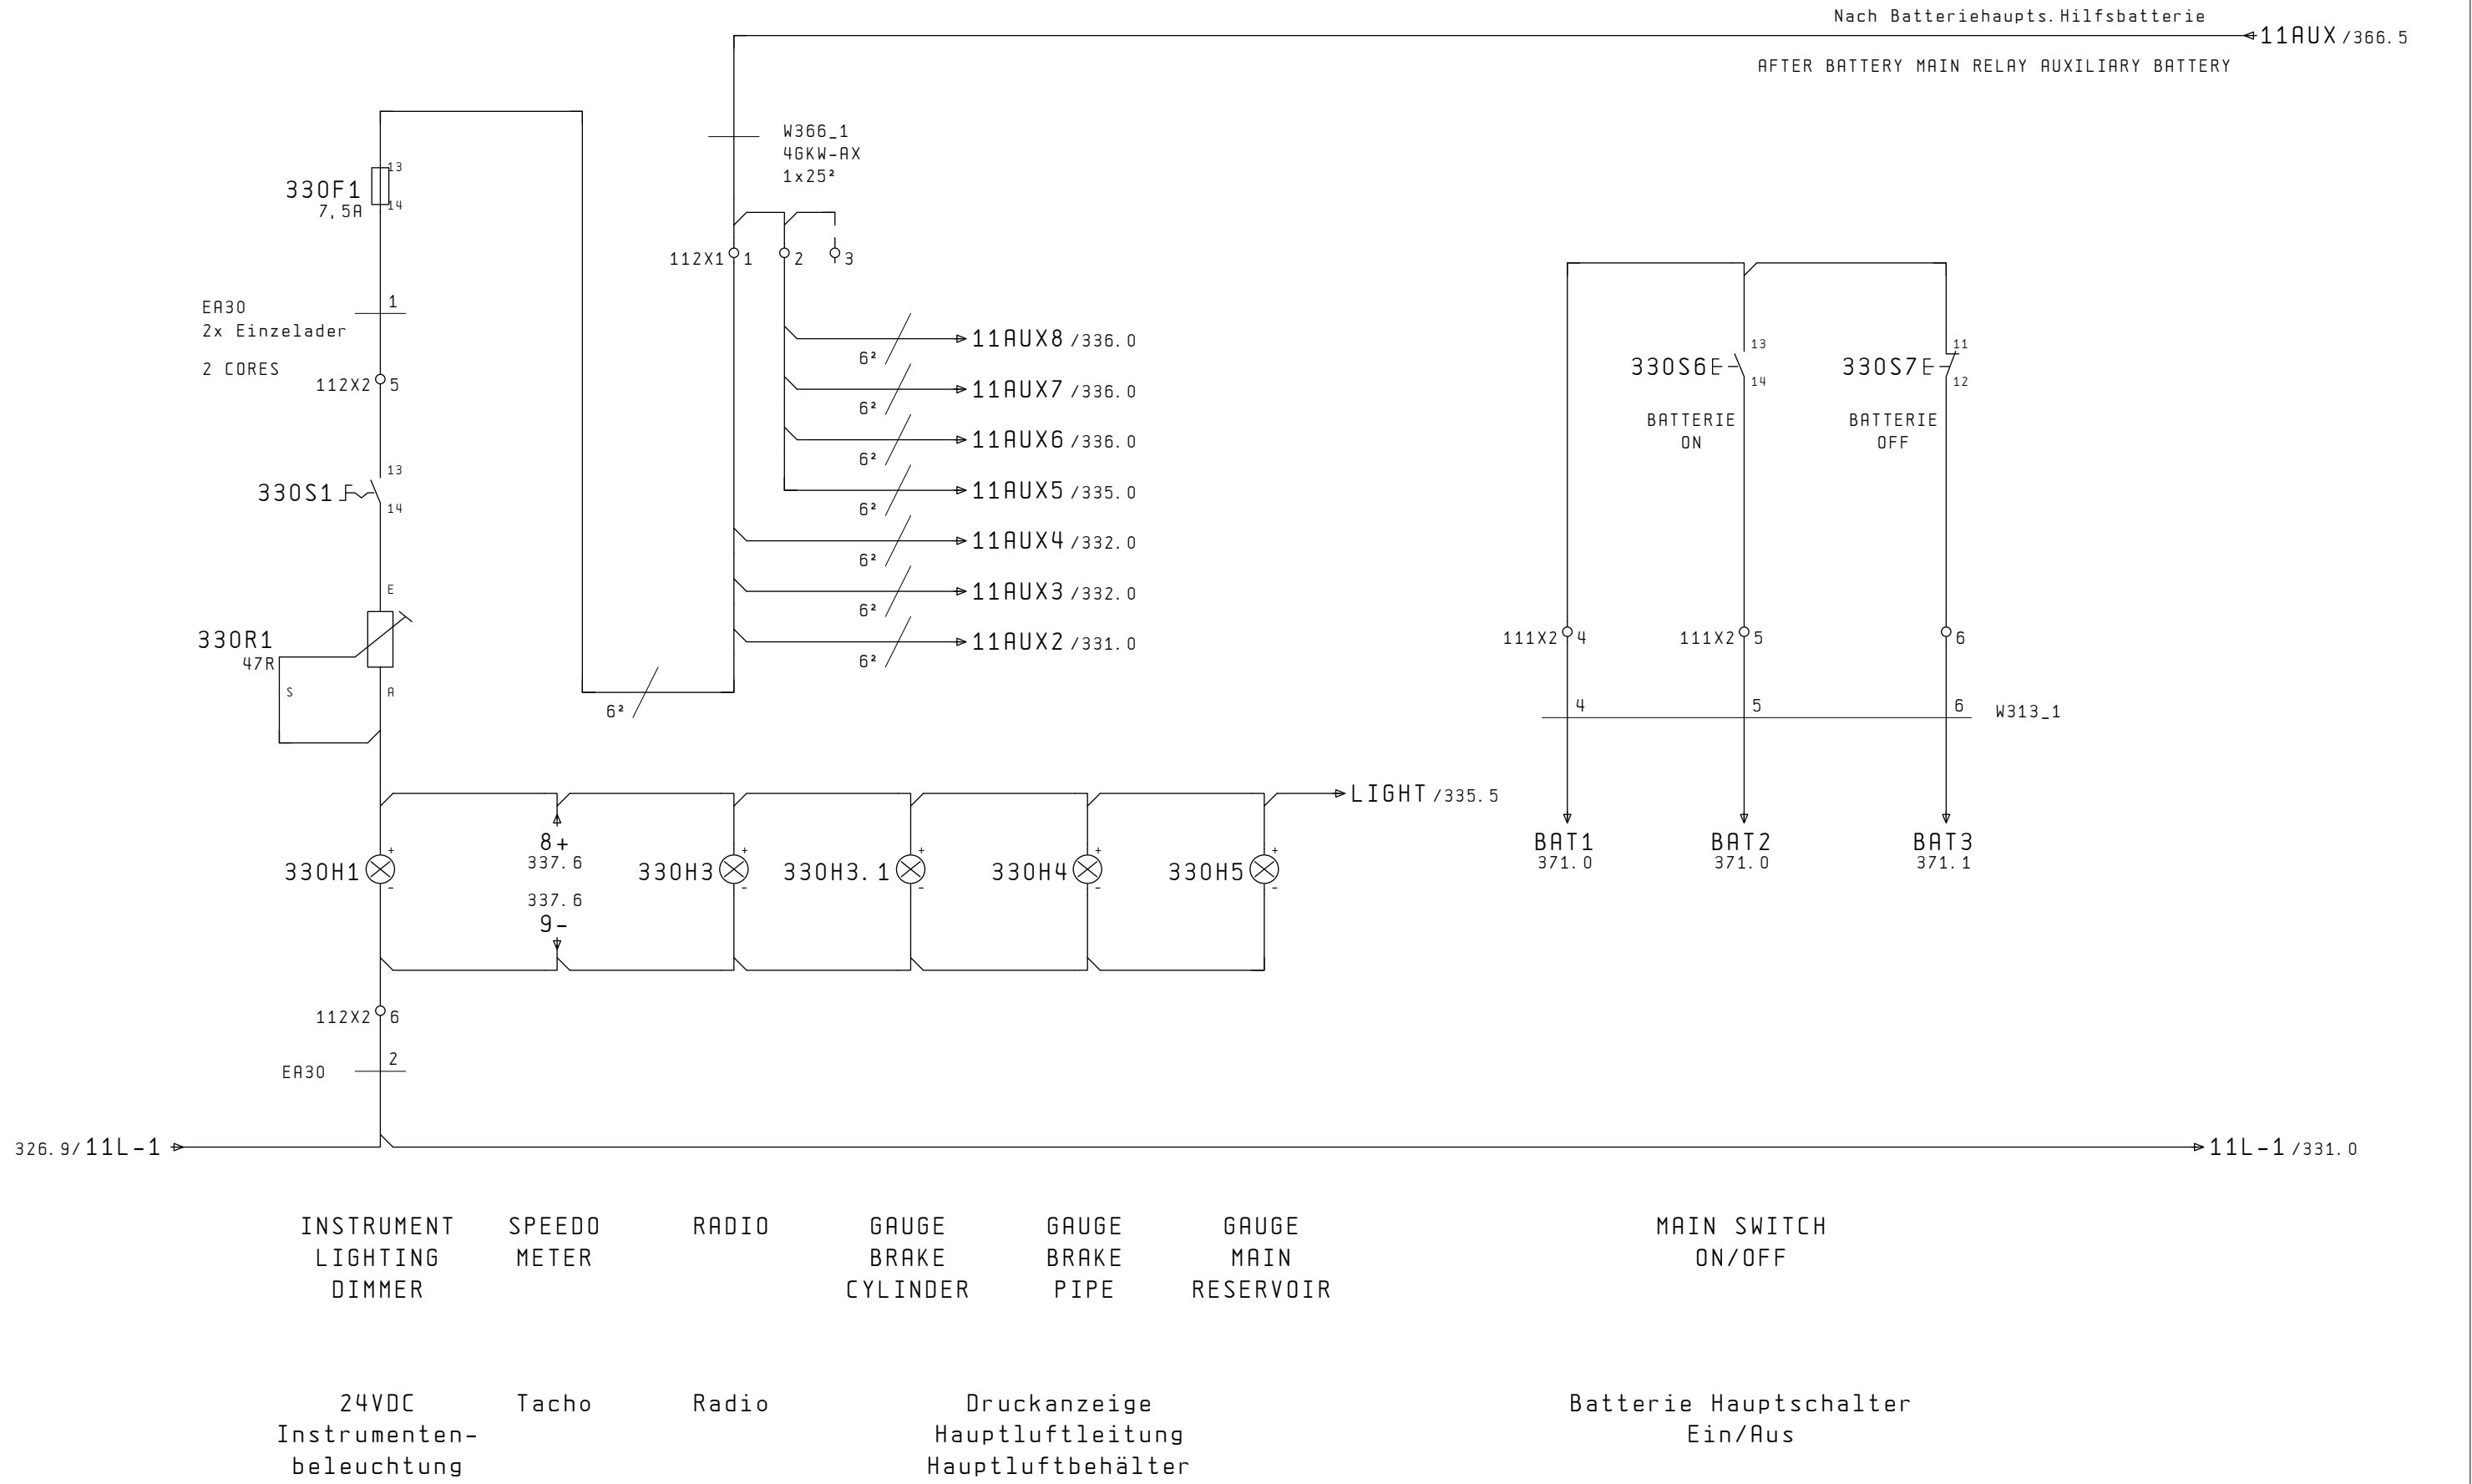 Nach Batteriehaupts.Hilfsbatterie
11AUX /366.5
AFTER BATTERY MAIN RELAY AUXILIARY BATTERY
W366_1
4GKW-AX
1x25²
13
330F1
7,5A
14
112X1 1 2 3
EA30
2x Einzelader
2 CORES
1
112X2 5
6² 11AUX8 /336.0
6² 11AUX7 /336.0
6² 11AUX6 /336.0
6² 11AUX5 /335.0
6² 11AUX4 /332.0
6² 11AUX3 /332.0
6² 11AUX2 /331.0
13
330S1
14
E
330R1
47R
S A
6²
13
330S6
14
BATTERIE
ON
11
330S7
12
BATTERIE
OFF
111X2 4 111X2 5 6
4 5 6 W313_1
BAT1 BAT2 BAT3
371.0 371.0 371.1
LIGHT /335.5
8+
337.6
337.6
9-
330H1 + -
330H3 + -
330H3.1 + -
330H4 + -
330H5 + -
112X2 6
2
EA30
326.9/ 11L-1
11L-1 /331.0
INSTRUMENT
LIGHTING
DIMMER
SPEEDO
METER
RADIO
GAUGE
BRAKE
CYLINDER
GAUGE
BRAKE
PIPE
GAUGE
MAIN
RESERVOIR
MAIN SWITCH
ON/OFF
24VDC
Instrumenten-
beleuchtung
Tacho
Radio
Druckanzeige
Hauptluftleitung
Hauptluftbehälter
Batterie Hauptschalter
Ein/Aus